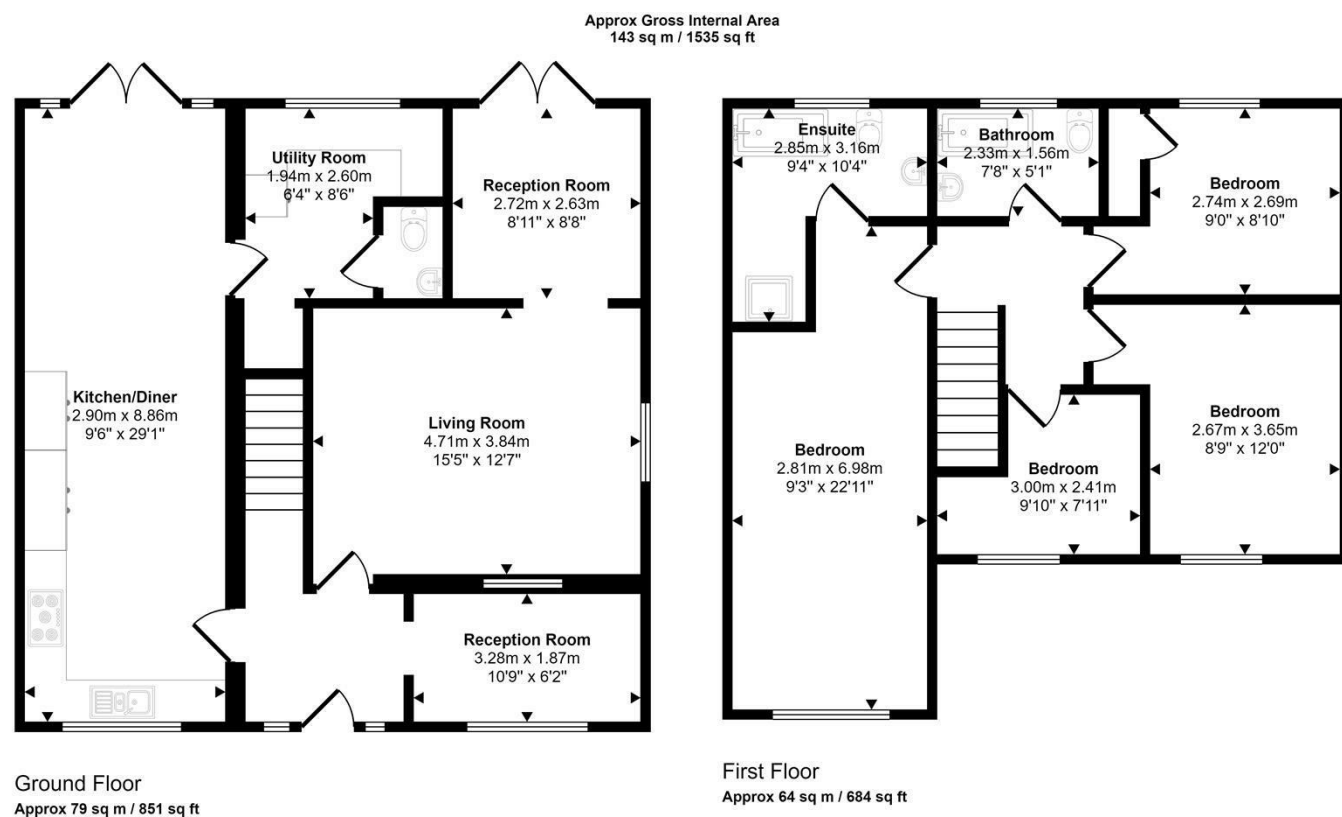 Approx Gross Internal Area
143 sq m / 1535 sq ft
Utility Room
1.94m x 2.60m
6'4" x 8'6"
Reception Room
2.72m x 2.63m
8'11" x 8'8"
Kitchen/Diner
2.90m x 8.86m
9'6" x 29'1"
Living Room
4.71m x 3.84m
15'5" x 12'7"
Reception Room
3.28m x 1.87m
10'9" x 6'2"
Ground Floor
Approx 79 sq m / 851 sq ft
Ensuite
2.85m x 3.16m
9'4" x 10'4"
Bathroom
2.33m x 1.56m
7'8" x 5'1"
Bedroom
2.74m x 2.69m
9'0" x 8'10"
Bedroom
2.81m x 6.98m
9'3" x 22'11"
Bedroom
3.00m x 2.41m
9'10" x 7'11"
Bedroom
2.67m x 3.65m
8'9" x 12'0"
First Floor
Approx 64 sq m / 684 sq ft